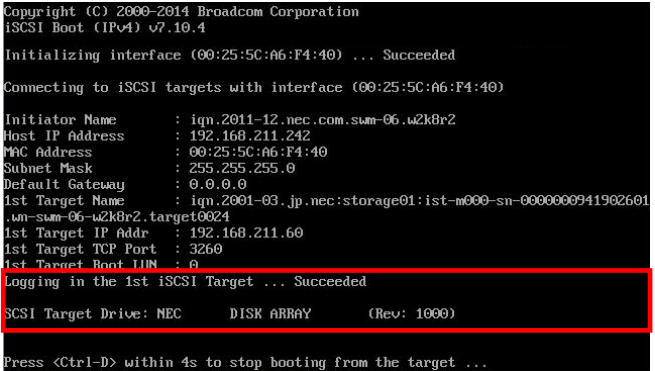 Copyright (C) 2000-2014 Broadcom Corporation
iSCSI Boot (IPv4) v7.10.4
Initializing interface (00:25:5C:A6:F4:40) ... Succeeded
Connecting to iSCSI targets with interface (00:25:5C:A6:F4:40)
Initiator Name : iqn.2011-12.nec.com.swm-06.w2k8r2
Host IP Address : 192.168.211.242
MAC Address : 00:25:5C:A6:F4:40
Subnet Mask : 255.255.255.0
Default Gateway : 0.0.0.0
1st Target Name : iqn.2001-03.jp.nec:storage01:ist-m000-sn-0000000941902601
.wn-swm-06-w2k8r2.target0024
1st Target IP Addr : 192.168.211.60
1st Target TCP Port : 3260
1st Target Boot LUN : 0
Logging in the 1st iSCSI Target ... Succeeded
SCSI Target Drive: NEC DISK ARRAY (Rev: 1000)
Press <Ctrl-D> within 4s to stop booting from the target ...